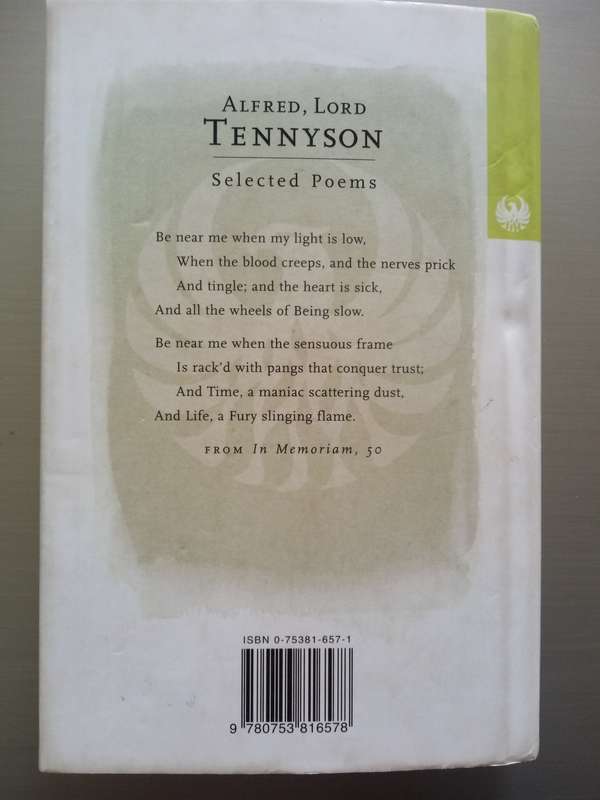 ALFRED, LORD
TENNYSON
Selected Poems
Be near me when my light is low,
When the blood creeps, and the nerves prick
And tingle; and the heart is sick,
And all the wheels of Being slow.
Be near me when the sensuous frame
Is rack'd with pangs that conquer trust;
And Time, a maniac scattering dust,
And Life, a Fury slinging flame.
FROM In Memoriam, 50
ISBN 0-75381-657-1
9 780753 816578